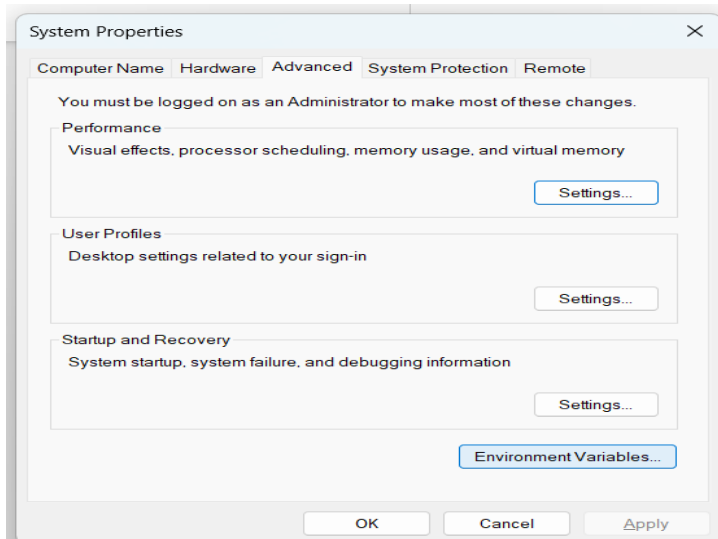 System Properties
Computer Name Hardware Advanced System Protection Remote
You must be logged on as an Administrator to make most of these changes.
Performance
Visual effects, processor scheduling, memory usage, and virtual memory
Settings...
User Profiles
Desktop settings related to your sign-in
Settings...
Startup and Recovery
System startup, system failure, and debugging information
Settings...
Environment Variables...
OK Cancel Apply